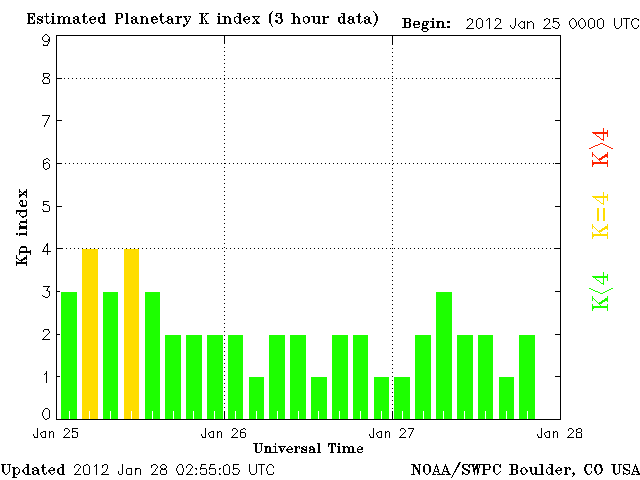 Estimated Planetary K index (3 hour data) Begin: 2012 Jan 25 0000 UTC
9
8
7
6
5
4
3
2
1
0
Kp index
K>4
K=4
K<4
Jan 25 Jan 26 Jan 27 Jan 28
Universal Time
Updated 2012 Jan 28 02:55:05 UTC NOAA/SWPC Boulder, CO USA